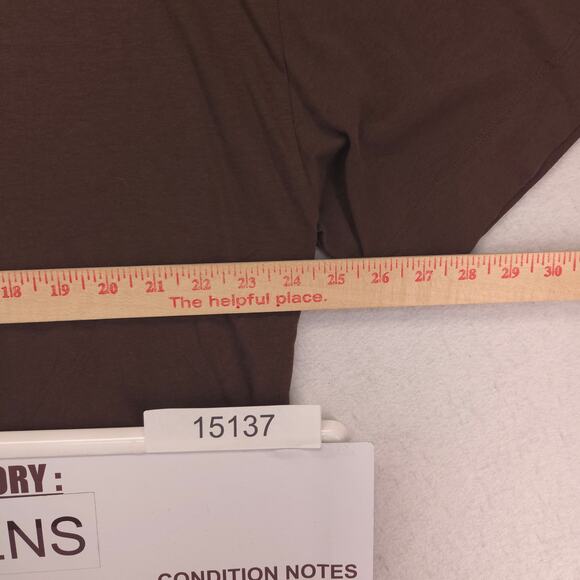 18 19 20 21 22 23 24 25 26 27 28 29 30
The helpful place.
15137
ORY:
ENS
CONDITION NOTES